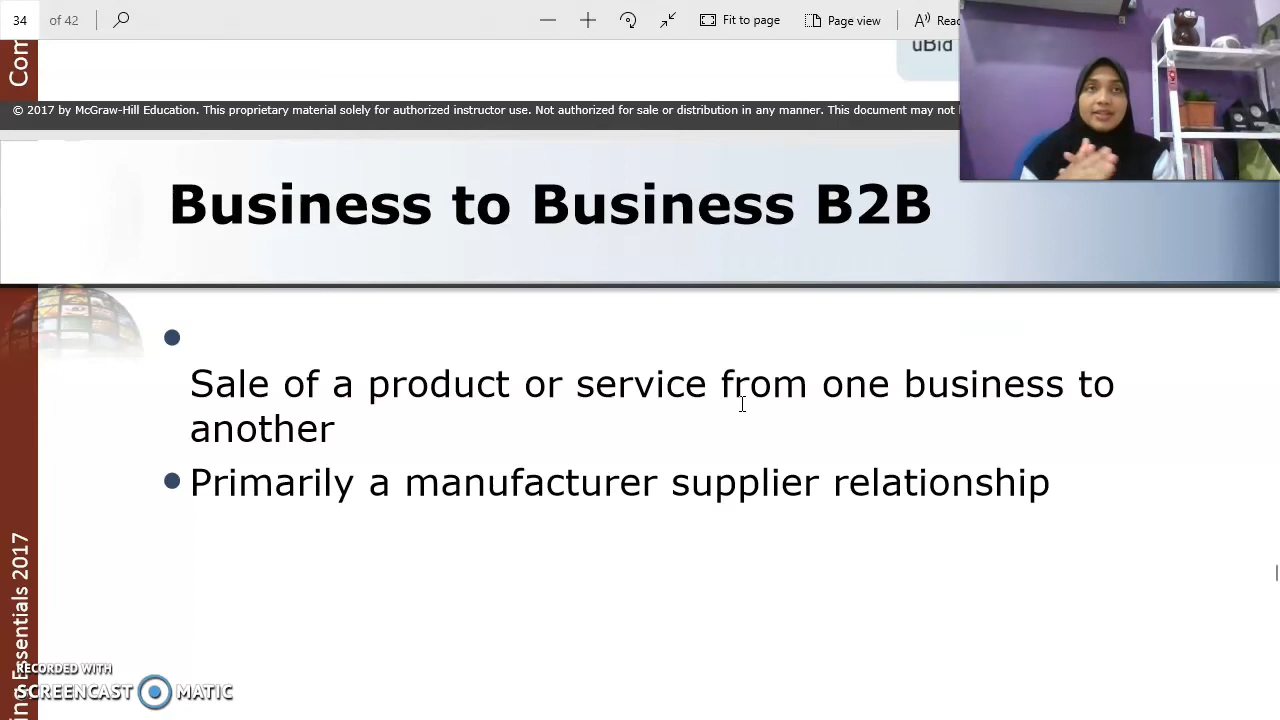 34 of 42 Fit to page Page view Read
Com
uBid
© 2017 by McGraw-Hill Education. This proprietary material solely for authorized instructor use. Not authorized for sale or distribution in any manner. This document may not
Business to Business B2B
Sale of a product or service from one business to
another
Primarily a manufacturer supplier relationship
Essentials 2017
RECORDED WITH
SCREENCAST MATIC